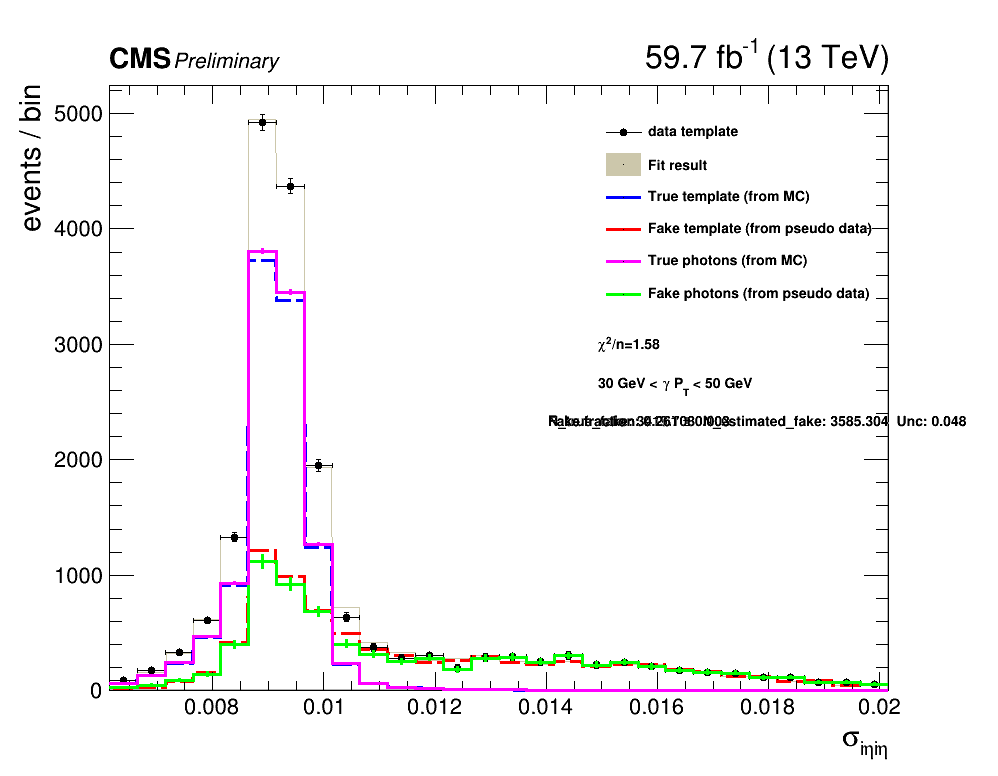 CMS Preliminary
59.7 fb⁻¹ (13 TeV)
events / bin
5000
4000
3000
2000
1000
0
data template
Fit result
True template (from MC)
Fake template (from pseudo data)
True photons (from MC)
Fake photons (from pseudo data)
χ²/n=1.58
30 GeV < γ P_T < 50 GeV
estimated_fake: 3585.304 Unc: 0.048
0.008
0.01
0.012
0.014
0.016
0.018
0.02
σ_iηiη